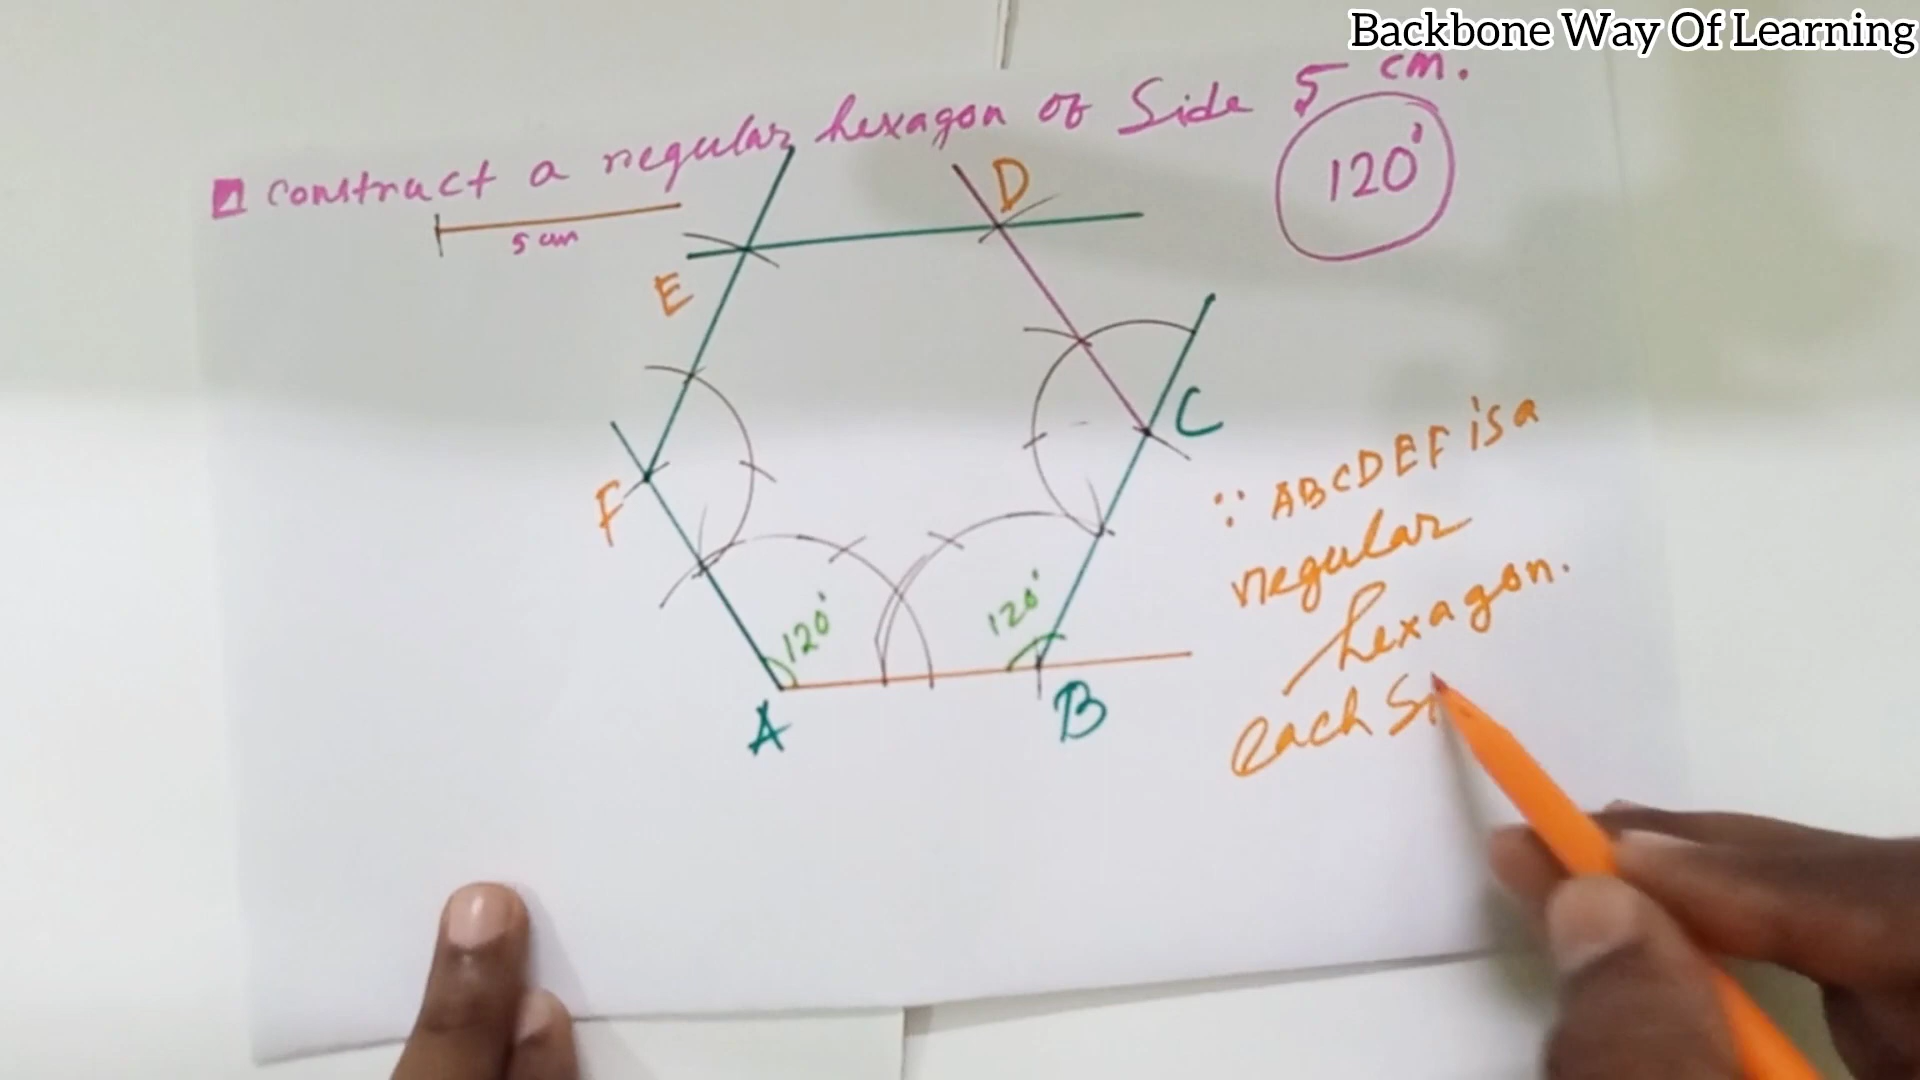 Backbone Way Of Learning
construct a regular hexagon of Side 5 cm.
5 cm
120°
D
E
C
F
120°
120°
A
B
∵ ABCDEF is a
regular
hexagon.
each Si